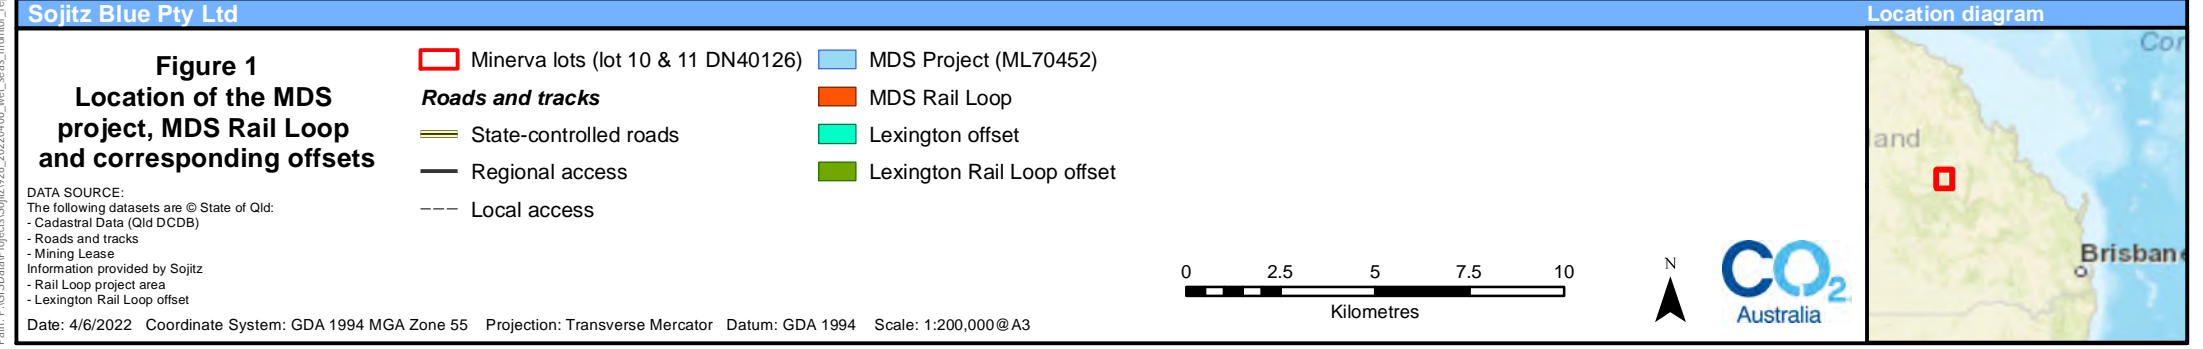 Sojitz Blue Pty Ltd
Location diagram
Figure 1
Location of the MDS
project, MDS Rail Loop
and corresponding offsets
DATA SOURCE:
The following datasets are © State of Qld:
- Cadastral Data (Qld DCDB)
- Roads and tracks
- Mining Lease
Information provided by Sojitz
- Rail Loop project area
- Lexington Rail Loop offset
Minerva lots (lot 10 & 11 DN40126)
Roads and tracks
State-controlled roads
Regional access
Local access
MDS Project (ML70452)
MDS Rail Loop
Lexington offset
Lexington Rail Loop offset
0 2.5 5 7.5 10
Kilometres
N
CO2
Australia
Date: 4/6/2022 Coordinate System: GDA 1994 MGA Zone 55 Projection: Transverse Mercator Datum: GDA 1994 Scale: 1:200,000@A3
Cor
land
Brisban